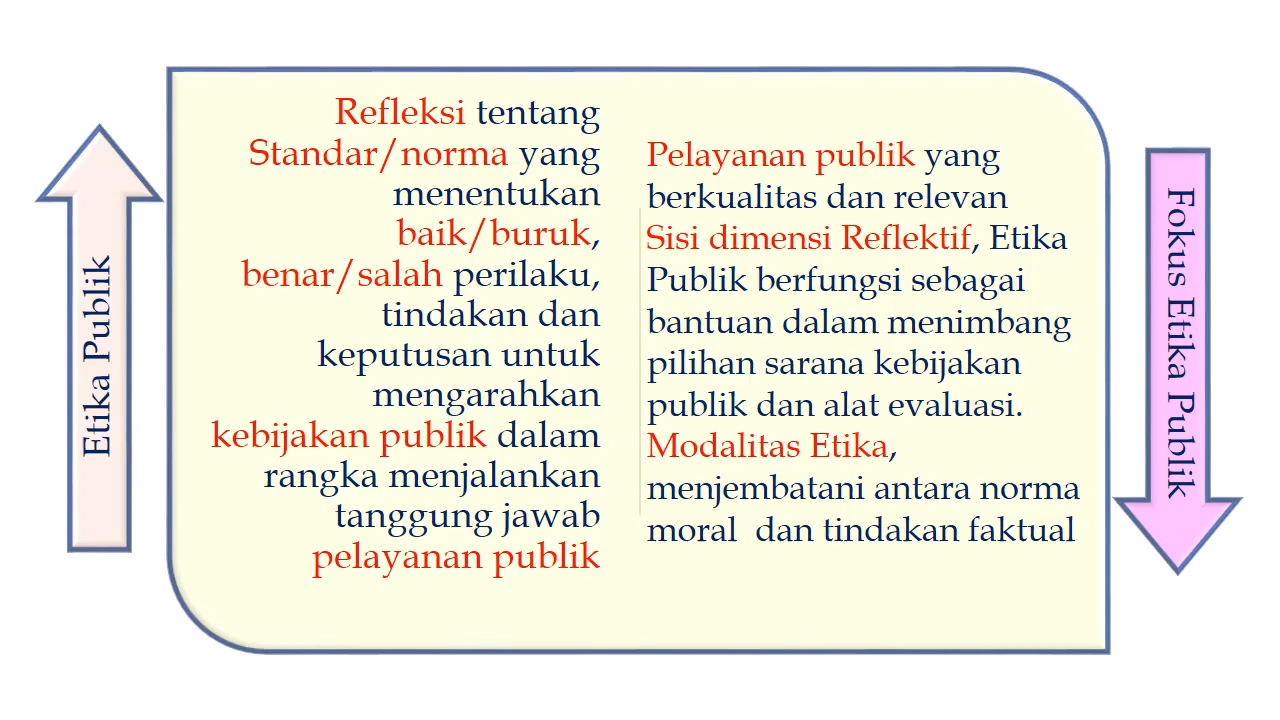 Etika Publik
Refleksi tentang
Standar/norma yang
menentukan
baik/buruk,
benar/salah perilaku,
tindakan dan
keputusan untuk
mengarahkan
kebijakan publik dalam
rangka menjalankan
tanggung jawab
pelayanan publik
Pelayanan publik yang
berkualitas dan relevan
Sisi dimensi Reflektif, Etika
Publik berfungsi sebagai
bantuan dalam menimbang
pilihan sarana kebijakan
publik dan alat evaluasi.
Modalitas Etika,
menjembatani antara norma
moral  dan tindakan faktual
Fokus Etika Publik